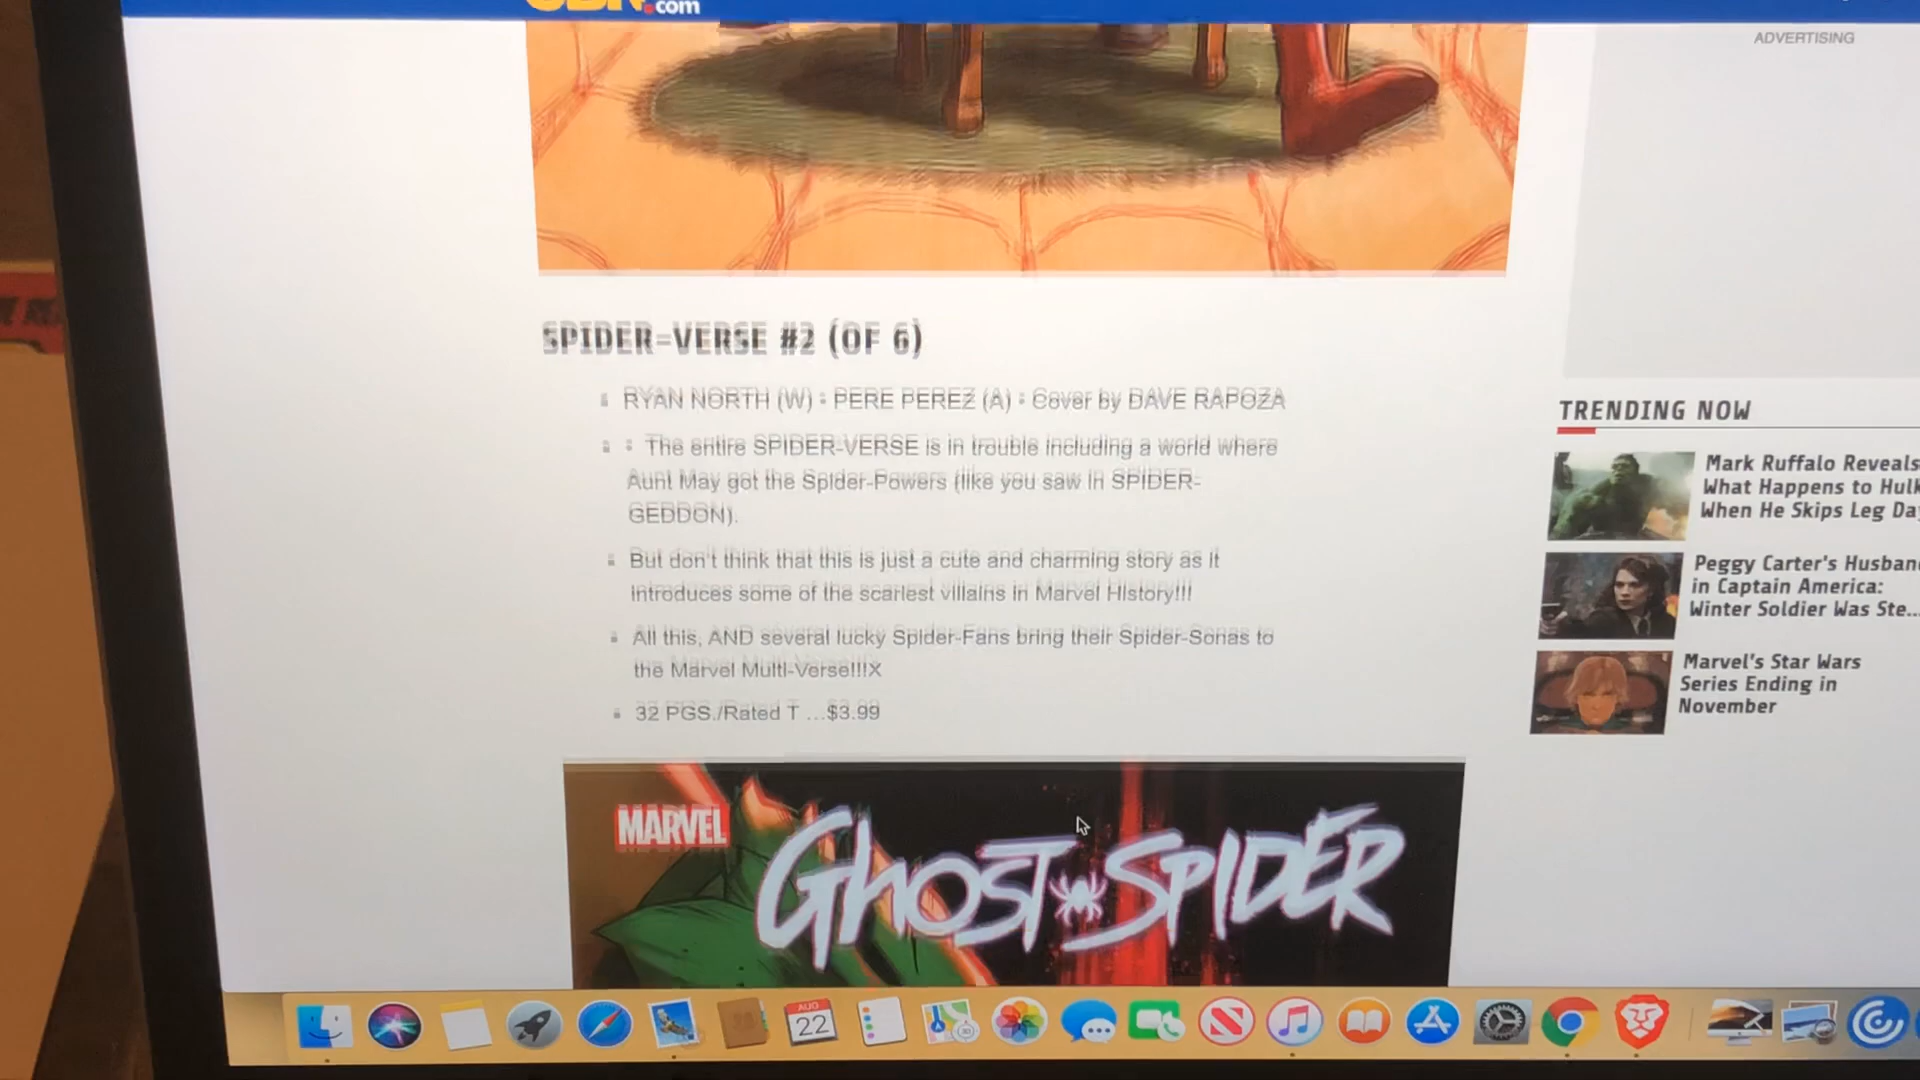 CBR.com
ADVERTISING
SPIDER-VERSE #2 (OF 6)
RYAN NORTH (W) • PERE PEREZ (A) • Cover by DAVE RAPOZA
• The entire SPIDER-VERSE is in trouble including a world where
Aunt May got the Spider-Powers (like you saw in SPIDER-
GEDDON).
But don't think that this is just a cute and charming story as it
introduces some of the scariest villains in Marvel History!!!
All this, AND several lucky Spider-Fans bring their Spider-Sonas to
the Marvel Multi-Verse!!!X
32 PGS./Rated T …$3.99
TRENDING NOW
Mark Ruffalo Reveals
What Happens to Hulk
When He Skips Leg Da
Peggy Carter's Husban
in Captain America:
Winter Soldier Was Ste...
Marvel's Star Wars
Series Ending in
November
MARVEL
GHOST SPIDER
AUG
22